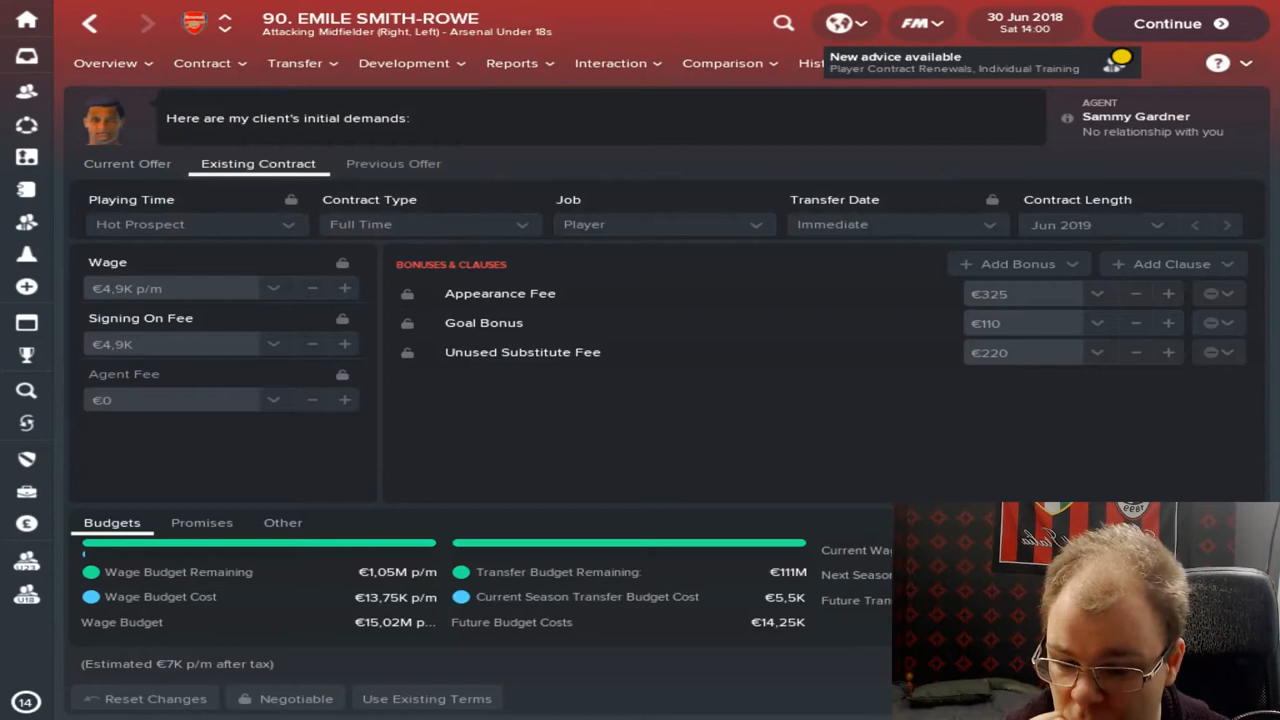 90. EMILE SMITH-ROWE
Attacking Midfielder (Right, Left) - Arsenal Under 18s
FM
30 Jun 2018
Sat 14:00
Continue
Overview
Contract
Transfer
Development
Reports
Interaction
Comparison
New advice available
Player Contract Renewals, Individual Training
?
Here are my client's initial demands:
AGENT
Sammy Gardner
No relationship with you
Current Offer
Existing Contract
Previous Offer
Playing Time
Contract Type
Job
Transfer Date
Contract Length
Hot Prospect
Full Time
Player
Immediate
Jun 2019
Wage
€4,9K p/m
Signing On Fee
€4,9K
Agent Fee
€0
BONUSES & CLAUSES
Add Bonus
Add Clause
Appearance Fee
€325
Goal Bonus
€110
Unused Substitute Fee
€220
Budgets
Promises
Other
Wage Budget Remaining
€1,05M p/m
Transfer Budget Remaining:
€111M
Wage Budget Cost
€13,75K p/m
Current Season Transfer Budget Cost
€5,5K
Wage Budget
€15,02M p...
Future Budget Costs
€14,25K
Current Wa
Next Season
Future Tran
(Estimated €7K p/m after tax)
Reset Changes
Negotiable
Use Existing Terms
U23
U18
14
1899